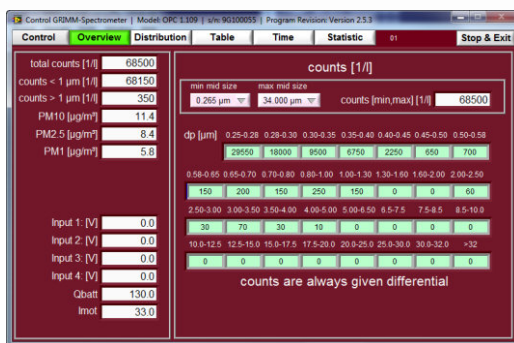 Control GRIMM-Spectrometer | Model: OPC 1.109 | s/n: 9G100055 | Program Revision: Version 2.5.3
Control Overview Distribution Table Time Statistic 01 Stop & Exit
total counts [1/l] 68500
counts < 1 µm [1/l] 68150
counts > 1 µm [1/l] 350
PM10 [µg/m³] 11.4
PM2.5 [µg/m³] 8.4
PM1 [µg/m³] 5.8
Input 1: [V] 0.0
Input 2: [V] 0.0
Input 3: [V] 0.0
Input 4: [V] 0.0
Qbatt 130.0
Imot 33.0
counts [1/l]
min mid size max mid size
0.265 µm 34.000 µm counts [min,max] [1/l] 68500
dp [µm] 0.25-0.28 0.28-0.30 0.30-0.35 0.35-0.40 0.40-0.45 0.45-0.50 0.50-0.58
29550 18000 9500 6750 2250 650 700
0.58-0.65 0.65-0.70 0.70-0.80 0.80-1.00 1.00-1.30 1.30-1.60 1.60-2.00 2.00-2.50
150 200 150 250 150 0 0 60
2.50-3.00 3.00-3.50 3.50-4.00 4.00-5.00 5.00-6.50 6.5-7.5 7.5-8.5 8.5-10.0
30 70 30 10 0 0 0 0
10.0-12.5 12.5-15.0 15.0-17.5 17.5-20.0 20.0-25.0 25.0-30.0 30.0-32.0 >32
0 0 0 0 0 0 0 0
counts are always given differential